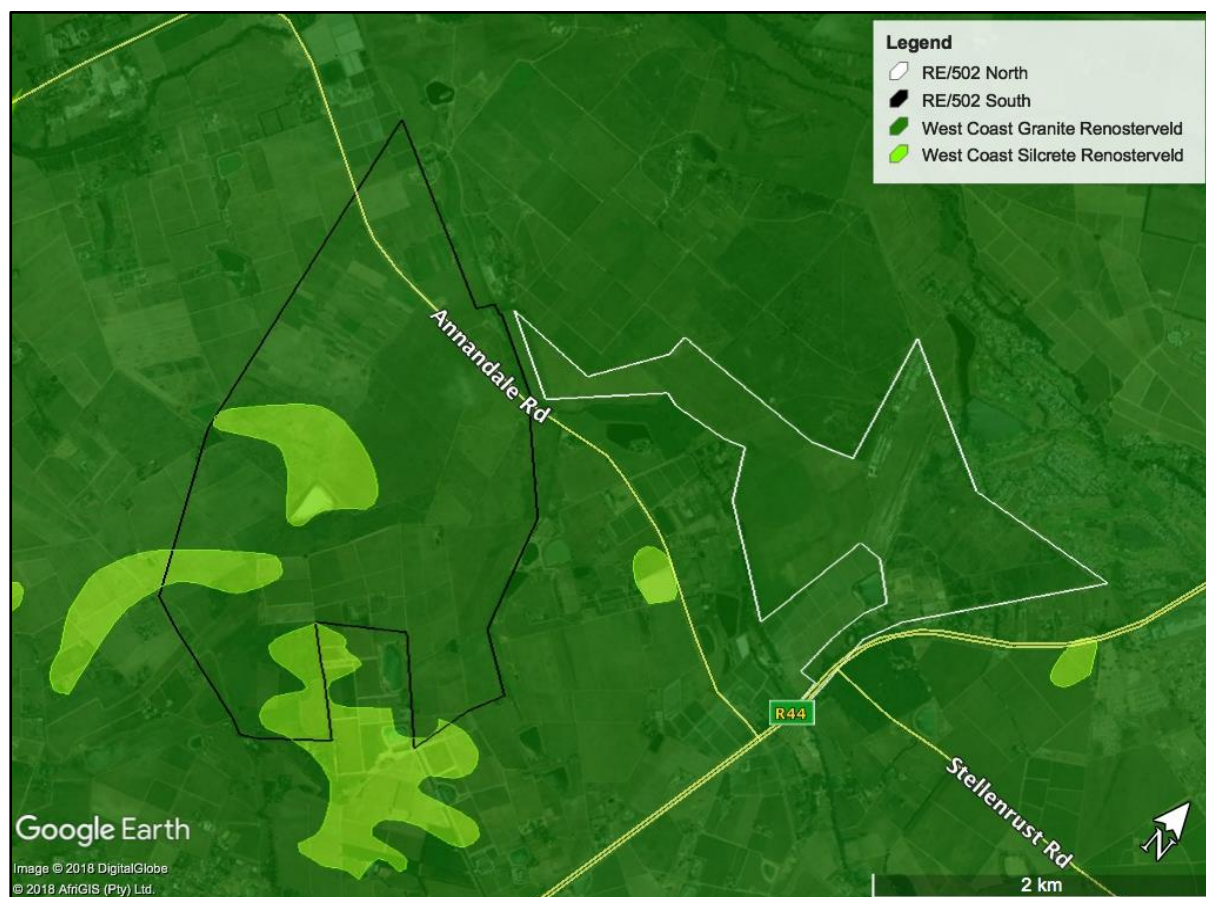 Legend
RE/502 North
RE/502 South
West Coast Granite Renosterveld
West Coast Silcrete Renosterveld
Annandale Rd
R44
Stellenrust Rd
Google Earth
N
Image © 2018 DigitalGlobe
© 2018 AfriGIS (Pty) Ltd.
2 km